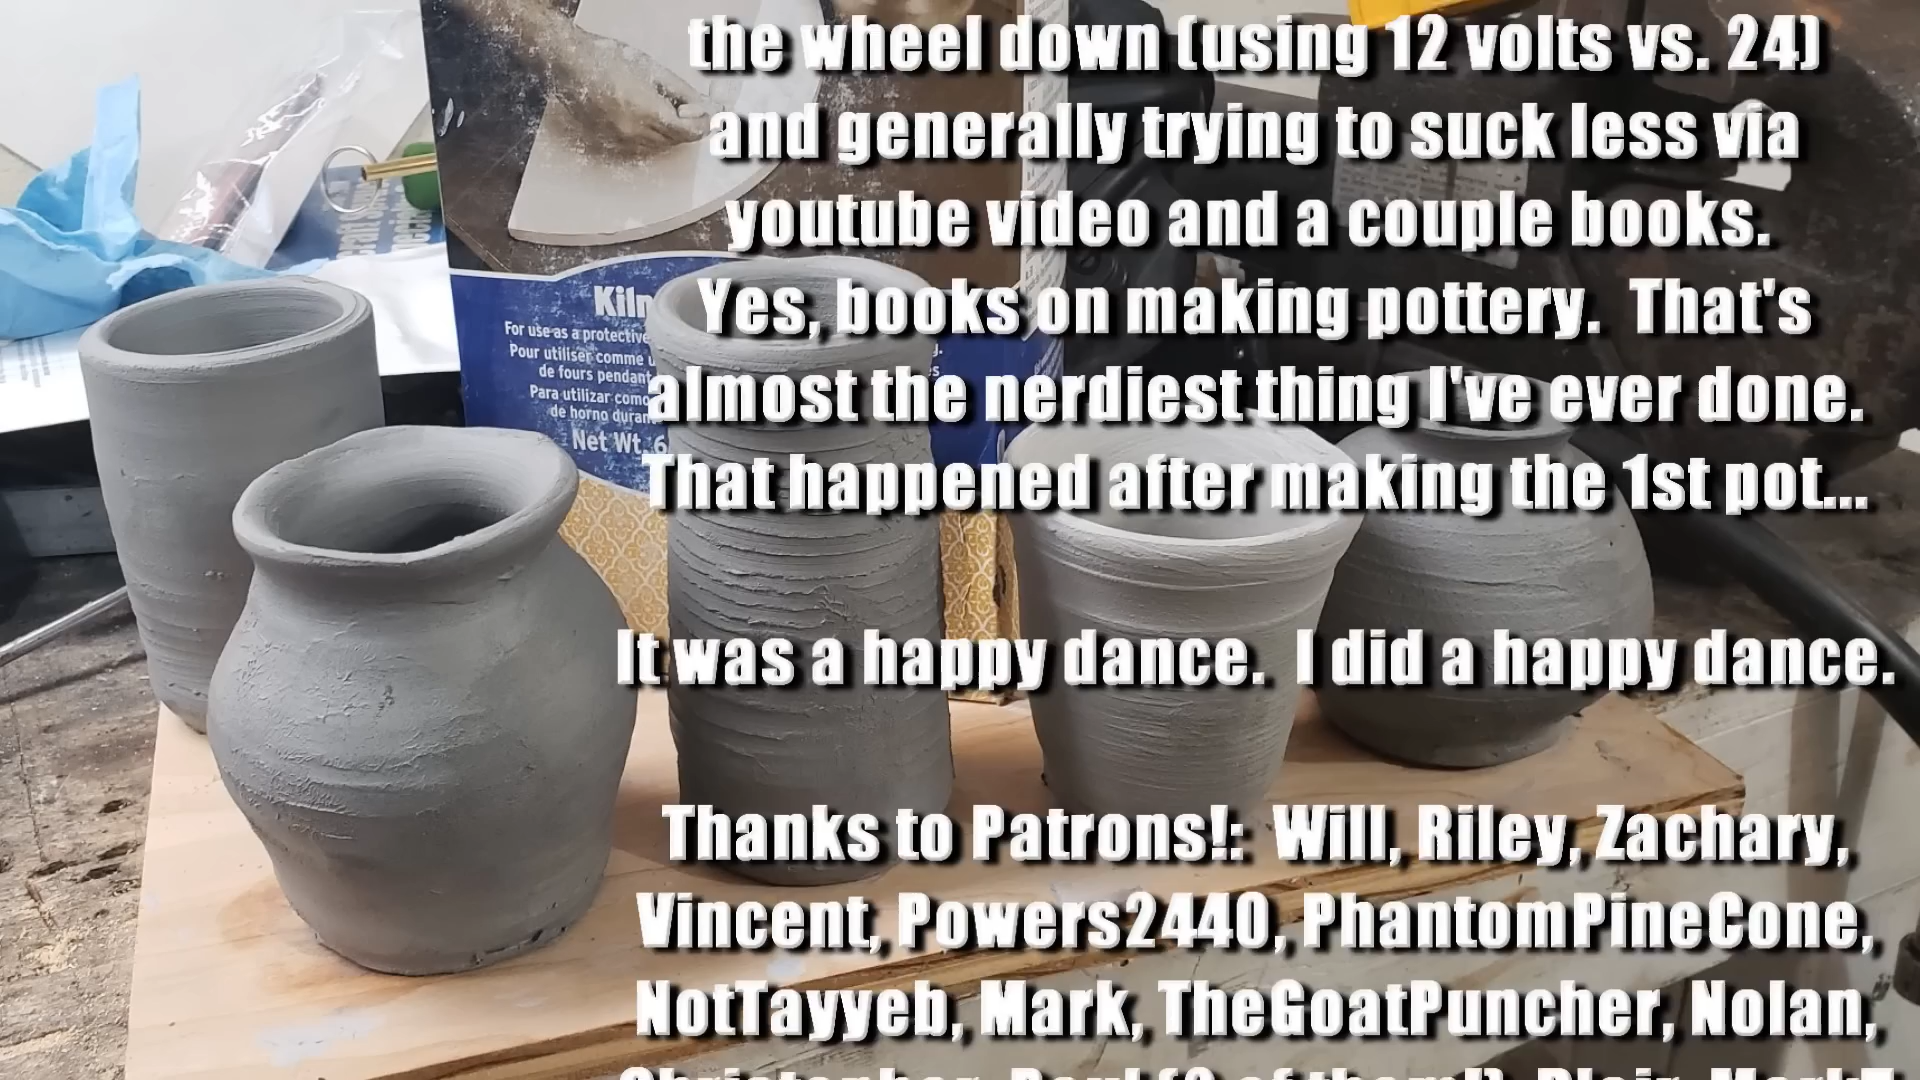 the wheel down (using 12 volts vs. 24)
and generally trying to suck less via
youtube video and a couple books.
Yes, books on making pottery. That's
almost the nerdiest thing I've ever done.
That happened after making the 1st pot...
It was a happy dance. I did a happy dance.
Thanks to Patrons!: Will, Riley, Zachary,
Vincent, Powers2440, PhantomPineCone,
NotTayyeb, Mark, TheGoatPuncher, Nolan,
Kiln
For use as a protective
Pour utiliser comme
de fours pendant
Para utilizar como
de horno
Net Wt. 6